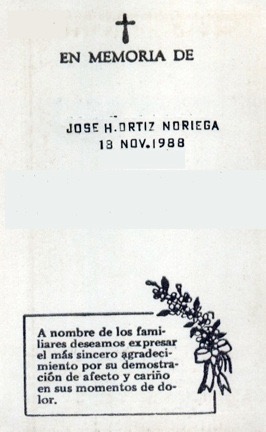 EN MEMORIA DE
JOSE H.ORTIZ NORIEGA
18 NOV.1988
A nombre de los fami-
liares deseamos expresar
el más sincero agradeci-
miento por su demostra-
ción de afecto y cariño
en sus momentos de do-
lor.